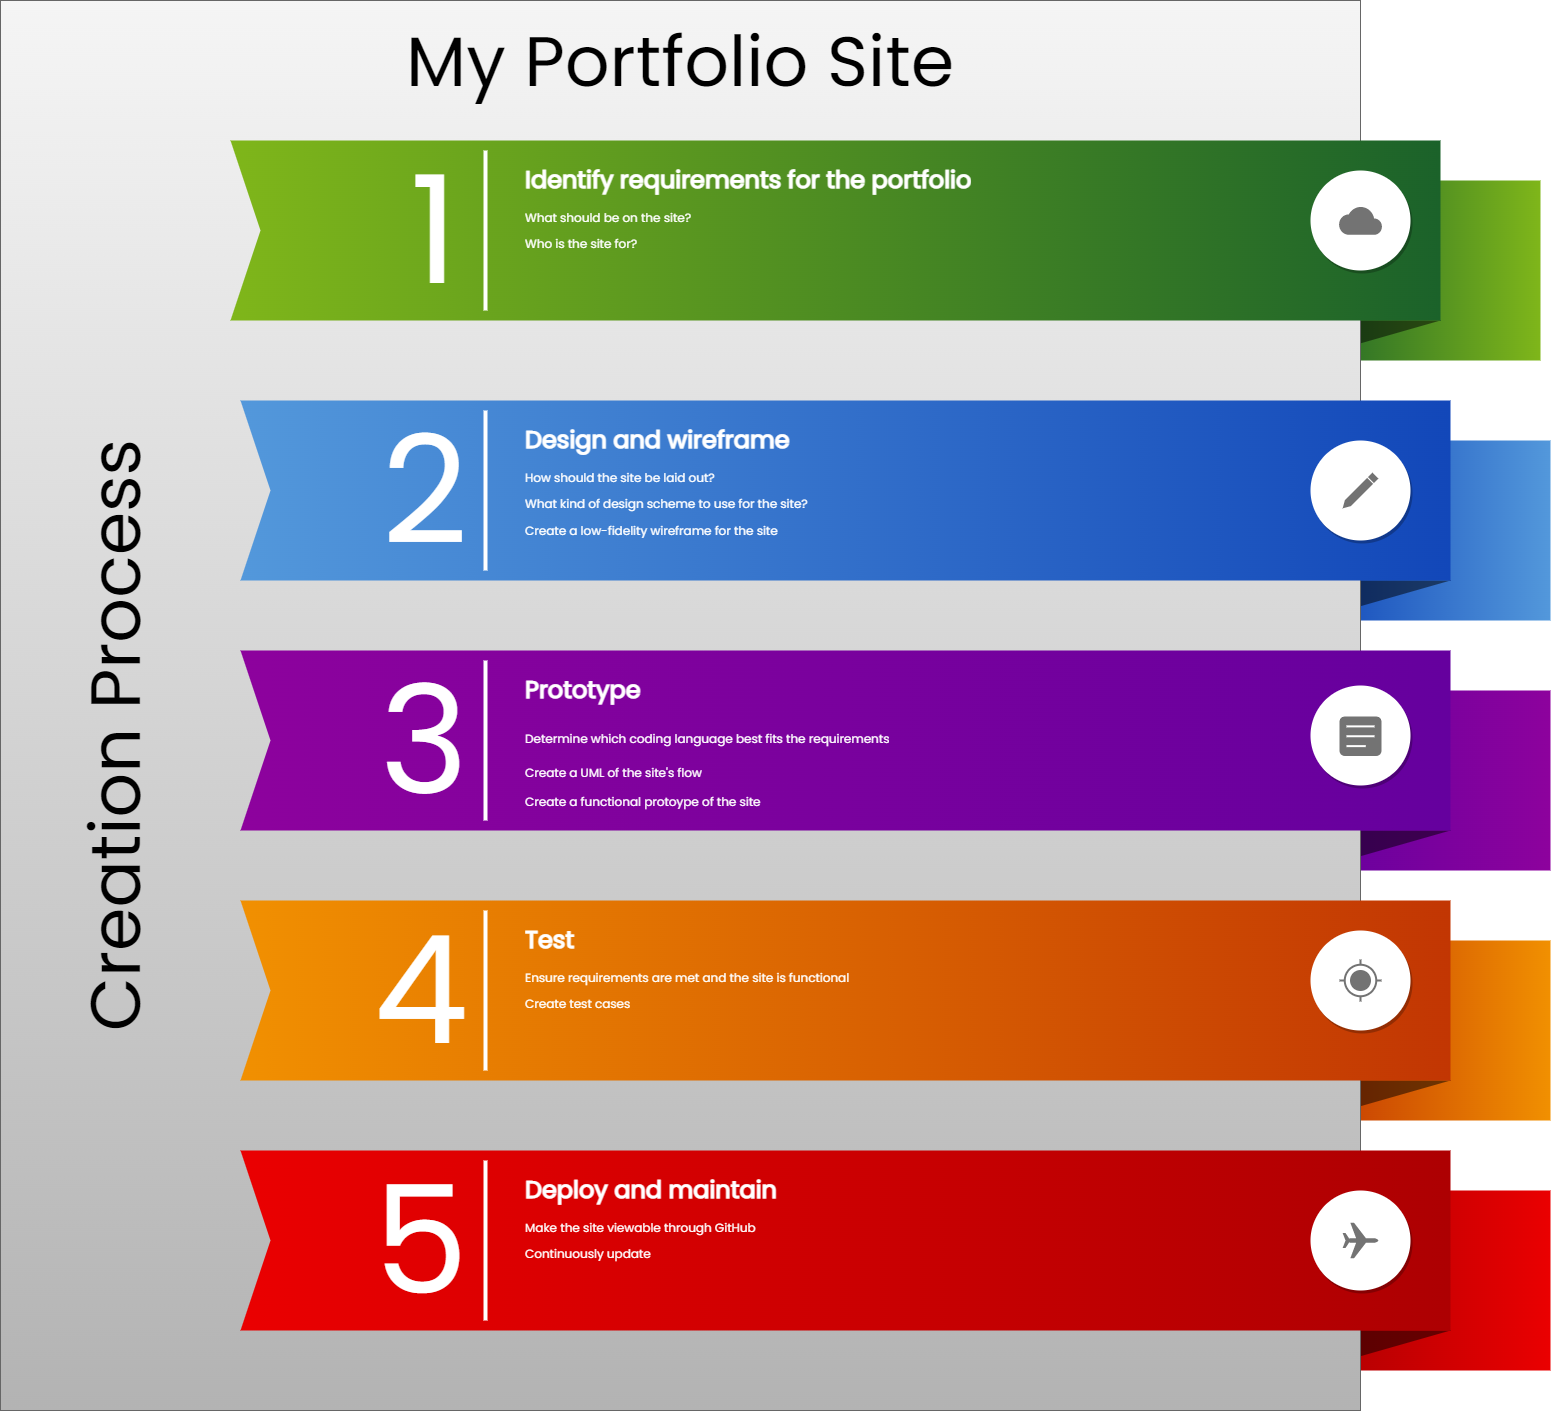 My Portfolio Site
Creation Process
1
Identify requirements for the portfolio
What should be on the site?
Who is the site for?
2
Design and wireframe
How should the site be laid out?
What kind of design scheme to use for the site?
Create a low-fidelity wireframe for the site
3
Prototype
Determine which coding language best fits the requirements
Create a UML of the site's flow
Create a functional protoype of the site
4
Test
Ensure requirements are met and the site is functional
Create test cases
5
Deploy and maintain
Make the site viewable through GitHub
Continuously update